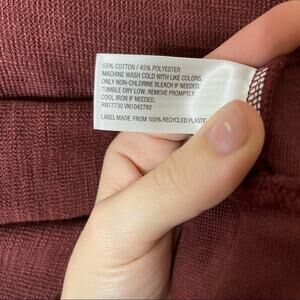 55% COTTON / 45% POLYESTER
MACHINE WASH COLD WITH LIKE COLORS.
ONLY NON-CHLORINE BLEACH IF NEEDED.
TUMBLE DRY LOW. REMOVE PROMPTLY.
COOL IRON IF NEEDED.
RN17730 VN1042782
LABEL MADE FROM 100% RECYCLED PLASTIC